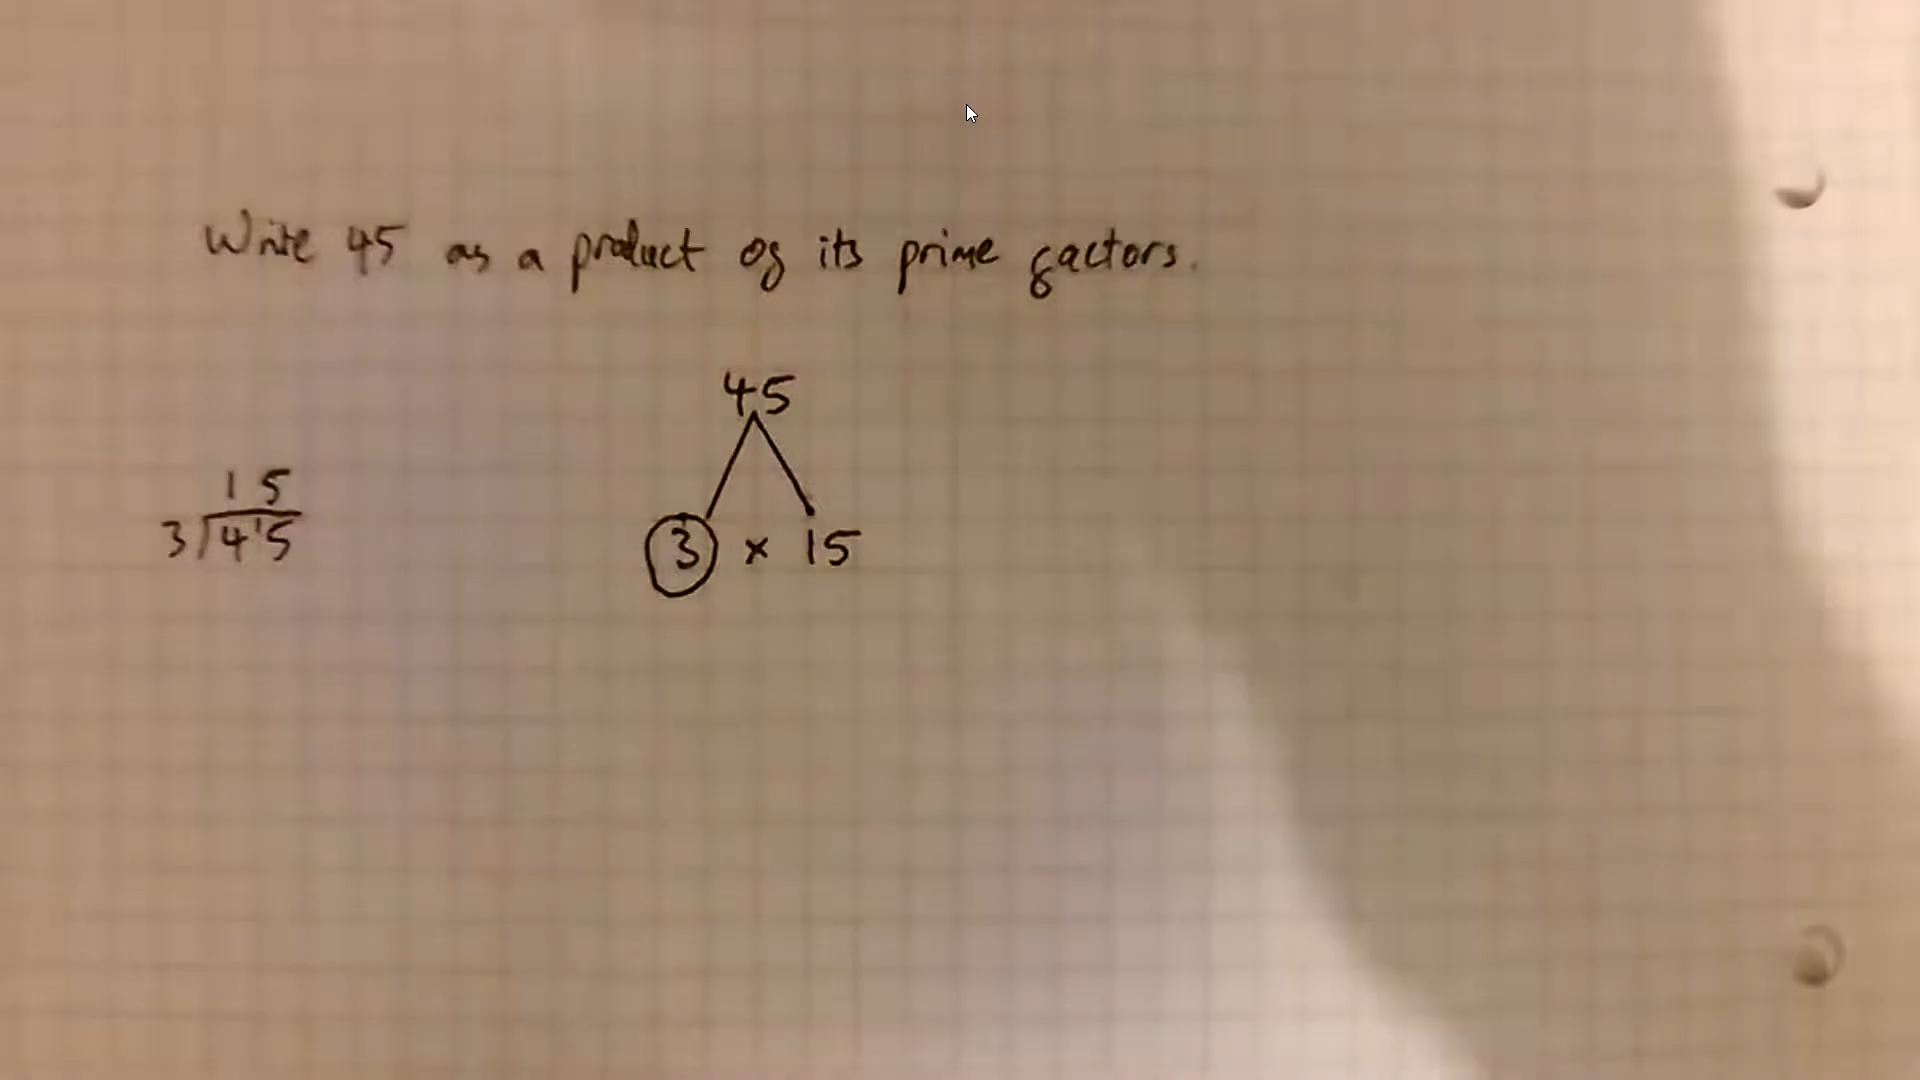 Write 45 as a product of its prime factors.
45
15
3 45
3 x 15